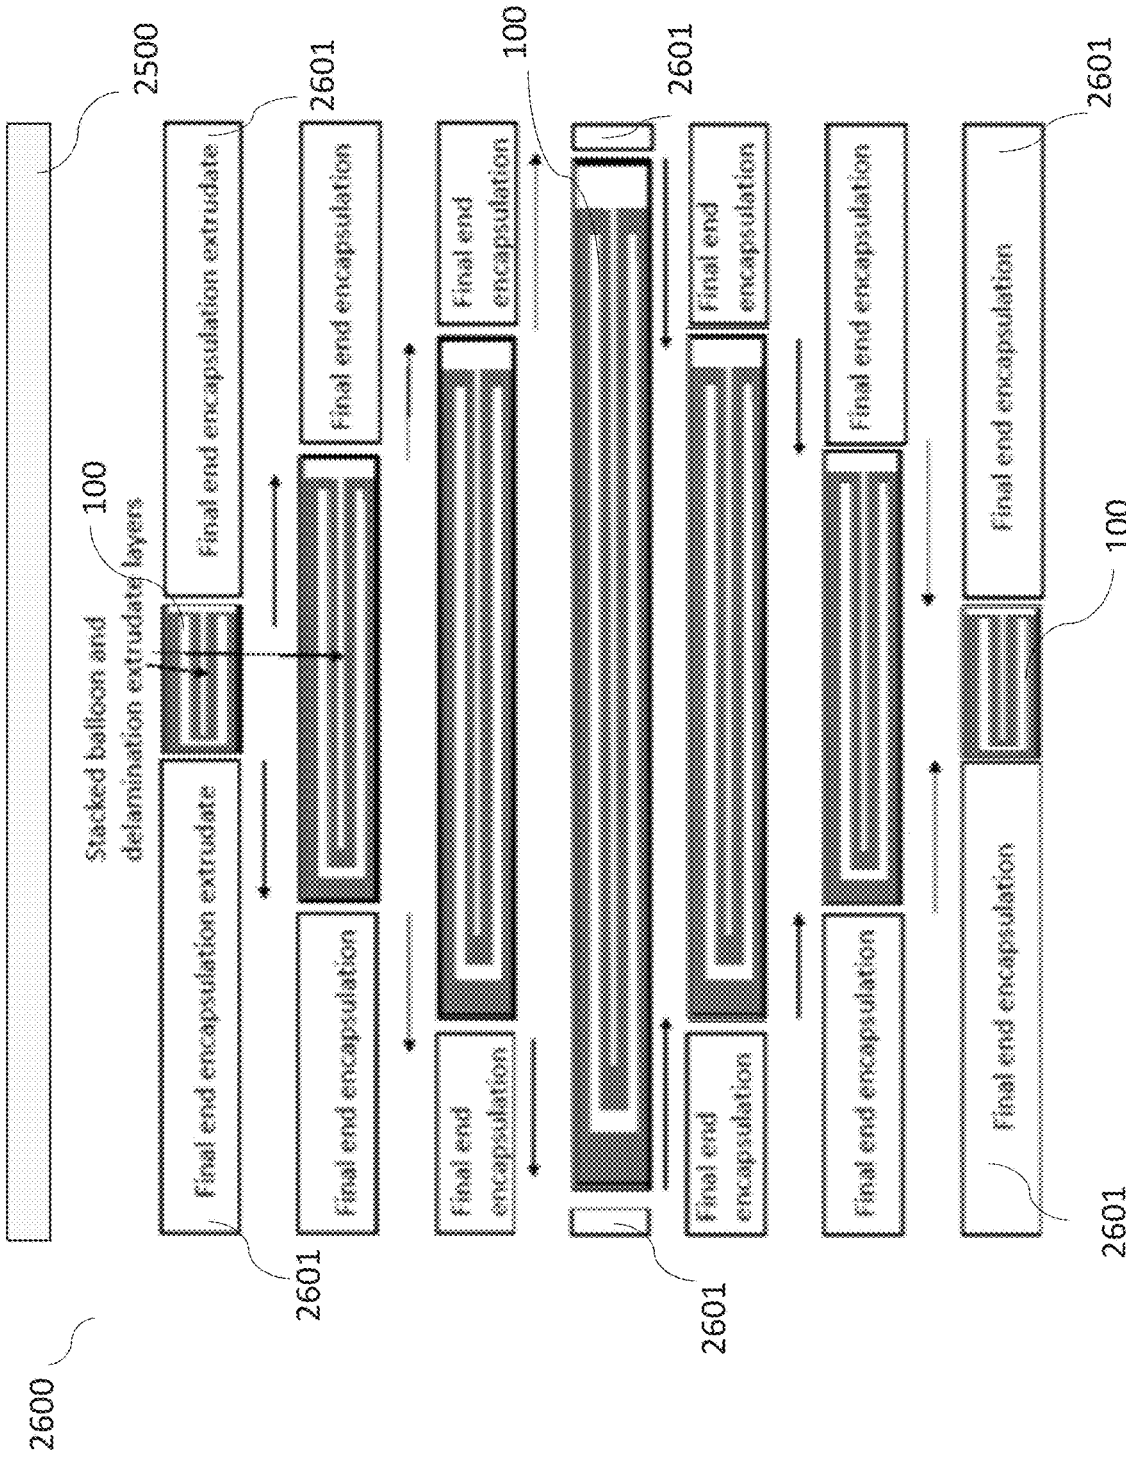 2600
Stacked balloon and
delamination extrudate layers
100
2500
Final end encapsulation extrudate
Final end encapsulation extrudate
2601
2601
Final end encapsulation
Final end encapsulation
Final end
encapsulation
Final end
encapsulation
100
2601
2601
Final end
encapsulation
Final end
encapsulation
Final end encapsulation
Final end encapsulation
Final end encapsulation
Final end encapsulation
2601
100
2601